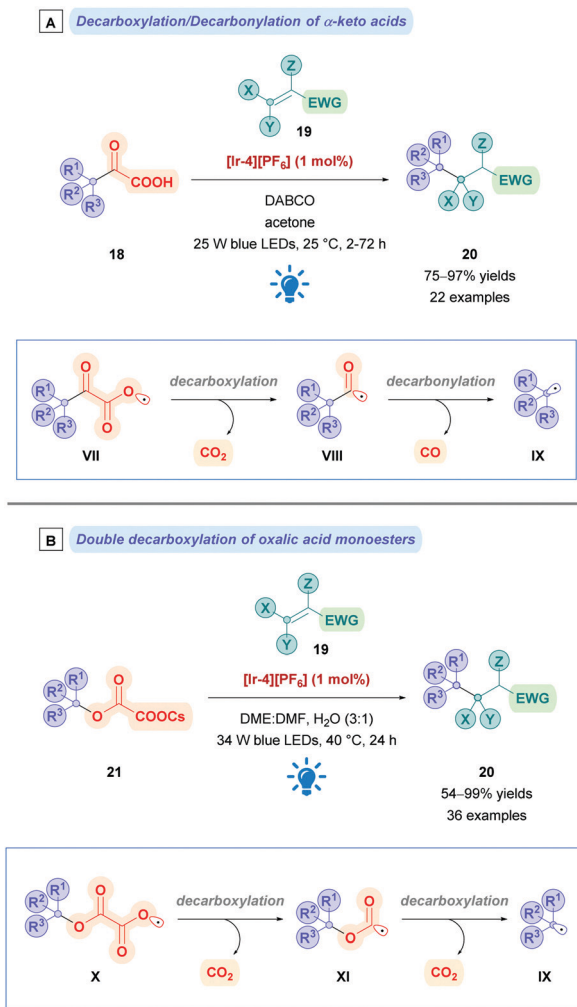 A Decarboxylation/Decarbonylation of α-keto acids
Z
X
EWG
Y
19
R1
R2
R3
O
COOH
18
[Ir-4][PF6] (1 mol%)
DABCO
acetone
25 W blue LEDs, 25 °C, 2-72 h
R1
R2
R3
Z
EWG
X Y
20
75–97% yields
22 examples
R1
R2
R3
O
O
O
VII
decarboxylation
CO2
R1
R2
R3
O
VIII
decarbonylation
CO
R1
R2
R3
IX
B Double decarboxylation of oxalic acid monoesters
Z
X
EWG
Y
19
R1
R2
R3
O
O
COOCs
21
[Ir-4][PF6] (1 mol%)
DME:DMF, H2O (3:1)
34 W blue LEDs, 40 °C, 24 h
R1
R2
R3
Z
EWG
X Y
20
54–99% yields
36 examples
R1
R2
R3
O
O
O
O
X
decarboxylation
CO2
R1
R2
R3
O
O
XI
decarboxylation
CO2
R1
R2
R3
IX